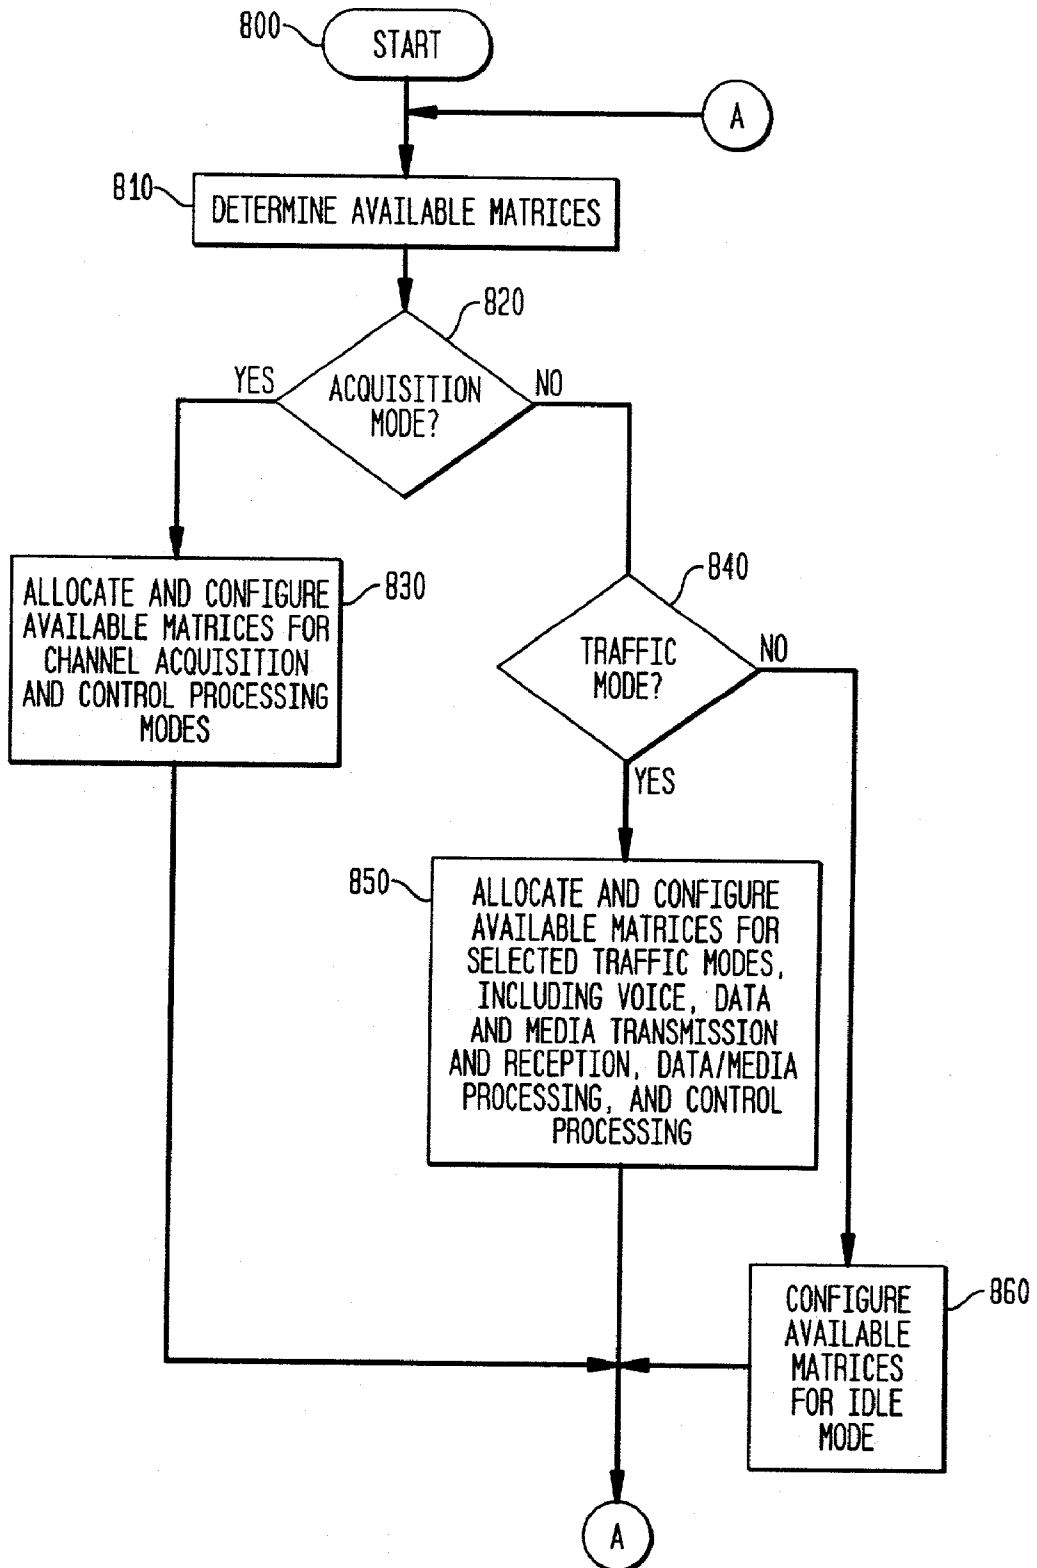 800
START
A
810
DETERMINE AVAILABLE MATRICES
820
YES
ACQUISITION
MODE?
NO
ALLOCATE AND CONFIGURE
AVAILABLE MATRICES FOR
CHANNEL ACQUISITION
AND CONTROL PROCESSING
MODES
830
840
TRAFFIC
MODE?
NO
YES
850
ALLOCATE AND CONFIGURE
AVAILABLE MATRICES FOR
SELECTED TRAFFIC MODES,
INCLUDING VOICE, DATA
AND MEDIA TRANSMISSION
AND RECEPTION, DATA/MEDIA
PROCESSING, AND CONTROL
PROCESSING
860
CONFIGURE
AVAILABLE
MATRICES
FOR IDLE
MODE
A